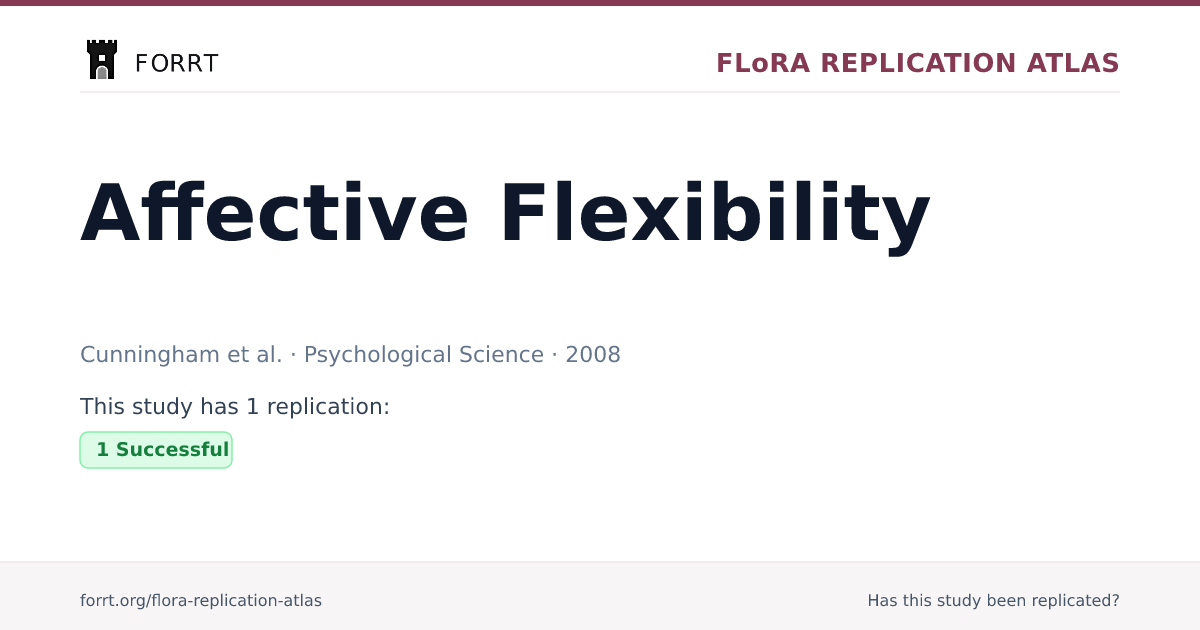 FORRT
FLoRA REPLICATION ATLAS
Affective Flexibility
Cunningham et al. · Psychological Science · 2008
This study has 1 replication:
1 Successful
forrt.org/flora-replication-atlas
Has this study been replicated?